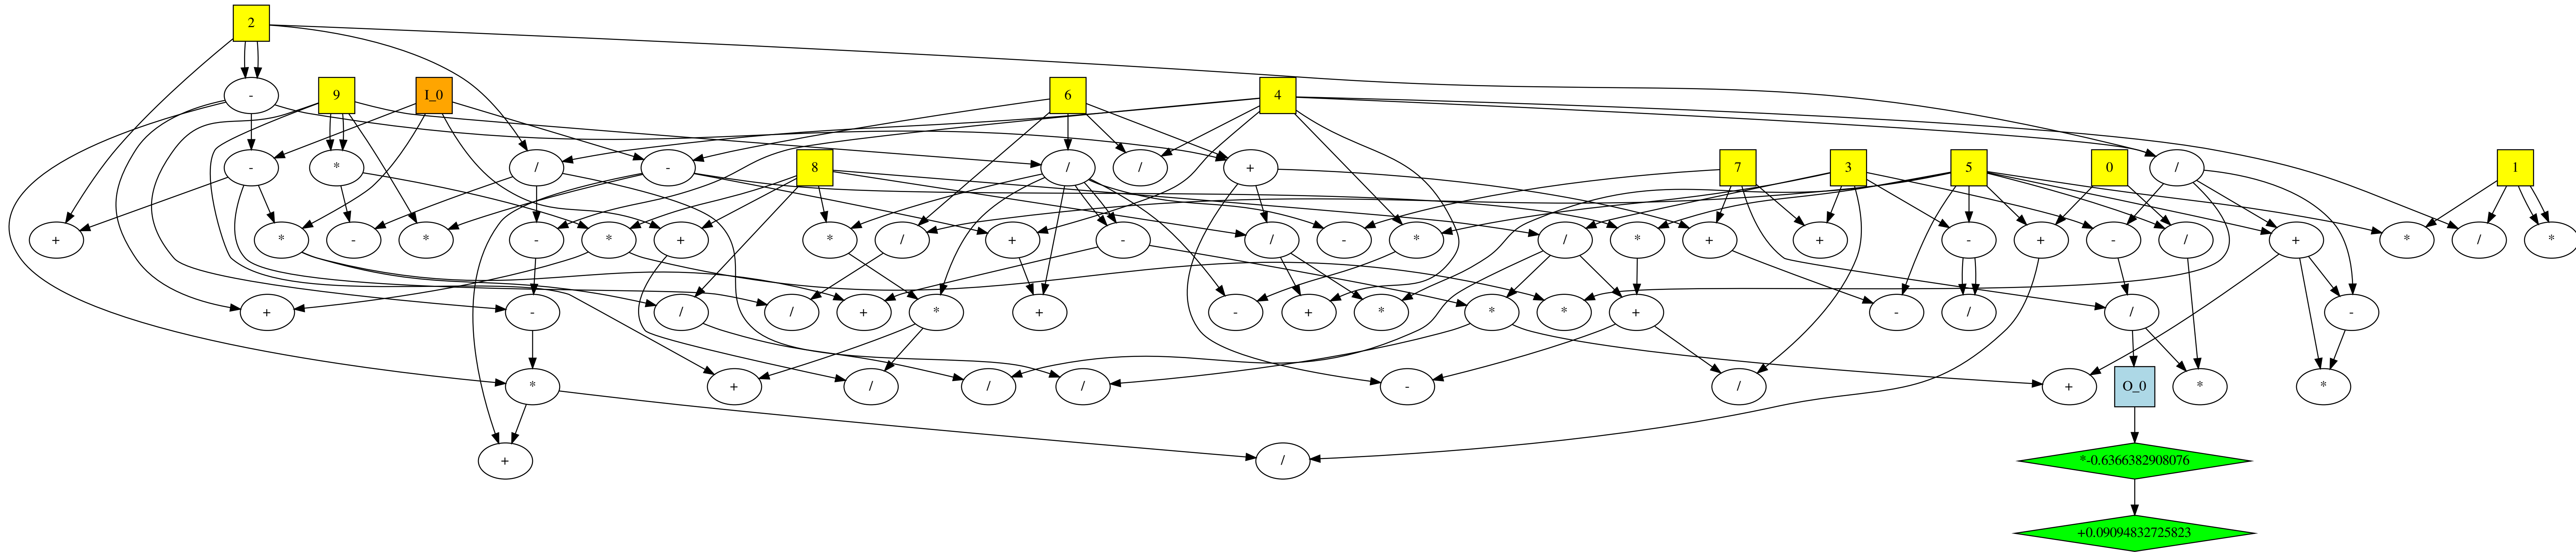 2
- 9 I_0 6 4
- * / - 8 / / + 7 3 5 0 / 1
+ * - * - * + * / + - / - * / * + + - + - / + * / *
+ - / / + * + - + * * * + - / / -
* + / / / - / + O_0 * *
+ / *-0.6366382908076
+0.09094832725823